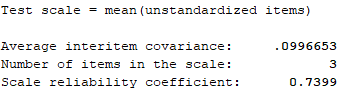 Test scale = mean(unstandardized items)
Average interitem covariance: .0996653
Number of items in the scale: 3
Scale reliability coefficient: 0.7399